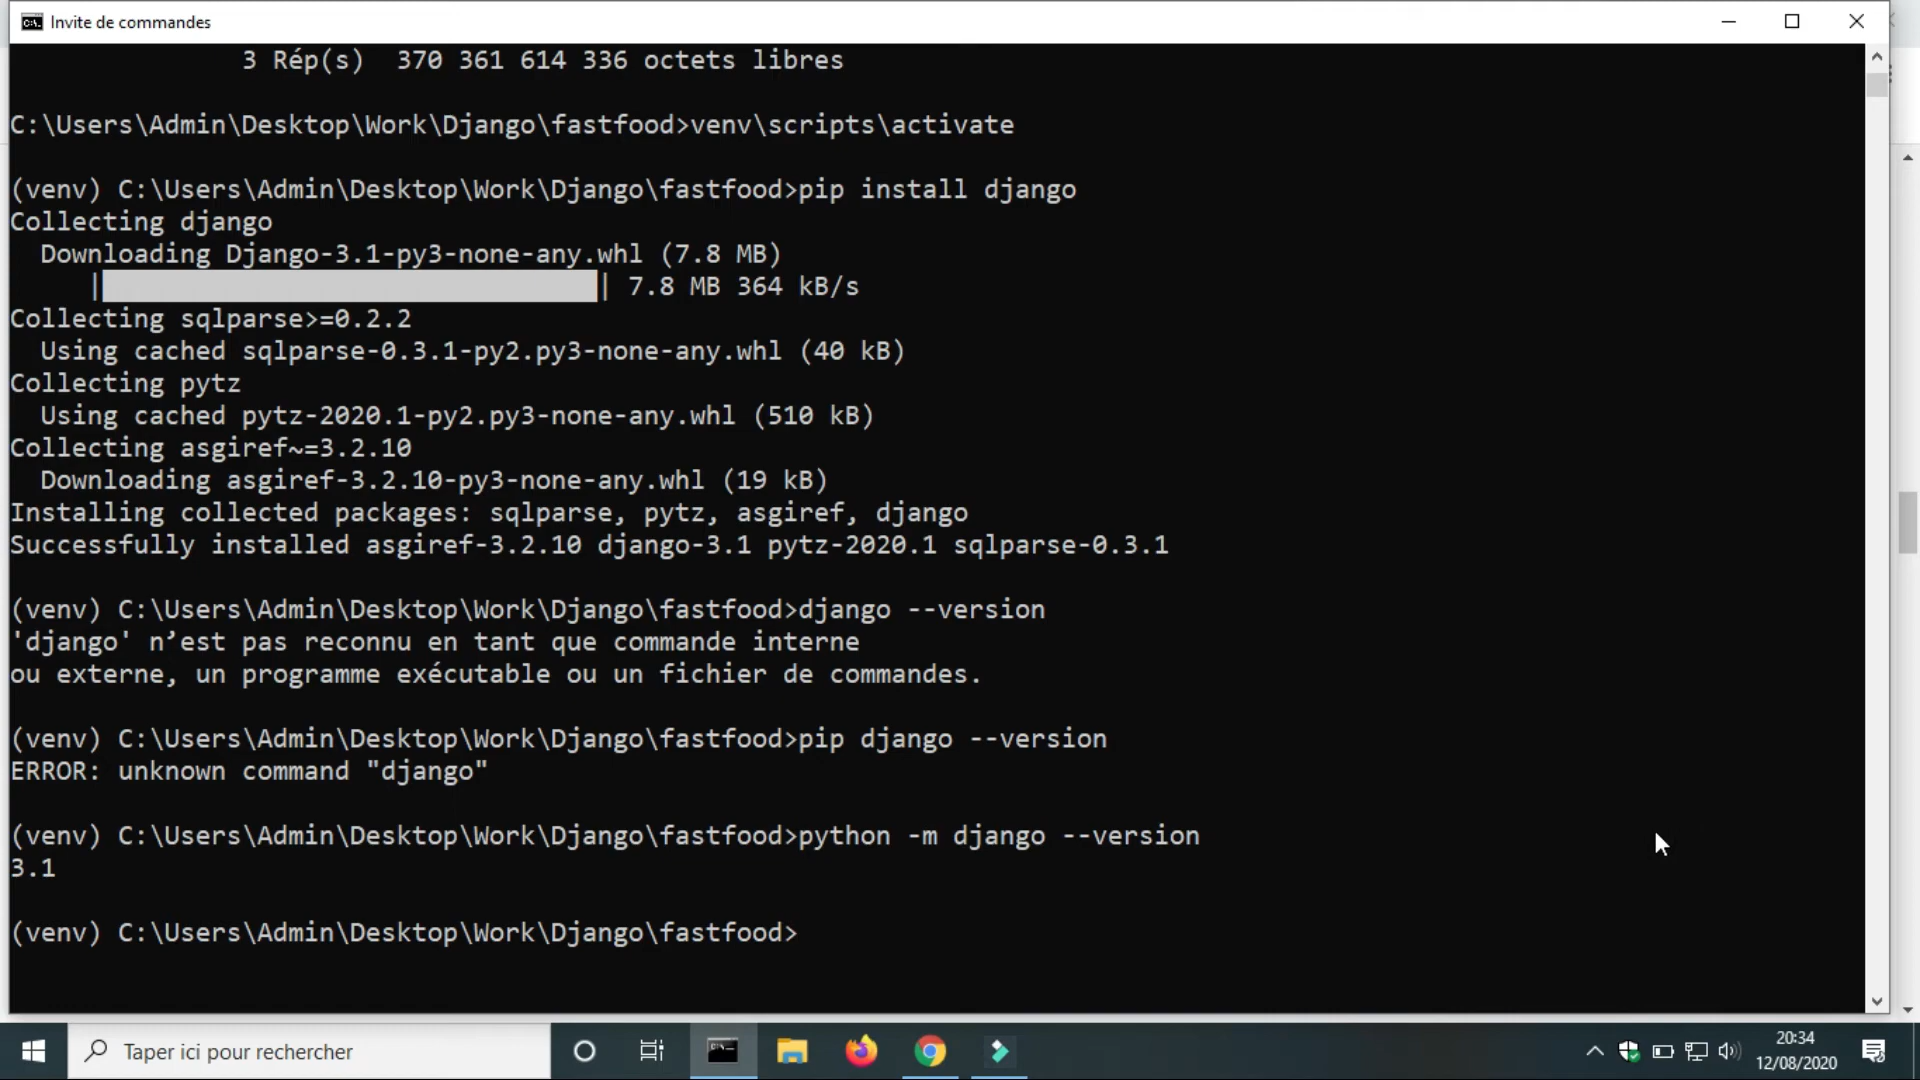 Invite de commandes
3 Rép(s)  370 361 614 336 octets libres
C:\Users\Admin\Desktop\Work\Django\fastfood>venv\scripts\activate
(venv) C:\Users\Admin\Desktop\Work\Django\fastfood>pip install django
Collecting django
  Downloading Django-3.1-py3-none-any.whl (7.8 MB)
| | 7.8 MB 364 kB/s
Collecting sqlparse>=0.2.2
  Using cached sqlparse-0.3.1-py2.py3-none-any.whl (40 kB)
Collecting pytz
  Using cached pytz-2020.1-py2.py3-none-any.whl (510 kB)
Collecting asgiref~=3.2.10
  Downloading asgiref-3.2.10-py3-none-any.whl (19 kB)
Installing collected packages: sqlparse, pytz, asgiref, django
Successfully installed asgiref-3.2.10 django-3.1 pytz-2020.1 sqlparse-0.3.1
(venv) C:\Users\Admin\Desktop\Work\Django\fastfood>django --version
'django' n’est pas reconnu en tant que commande interne
ou externe, un programme exécutable ou un fichier de commandes.
(venv) C:\Users\Admin\Desktop\Work\Django\fastfood>pip django --version
ERROR: unknown command "django"
(venv) C:\Users\Admin\Desktop\Work\Django\fastfood>python -m django --version
3.1
(venv) C:\Users\Admin\Desktop\Work\Django\fastfood>
Taper ici pour rechercher
20:34
12/08/2020